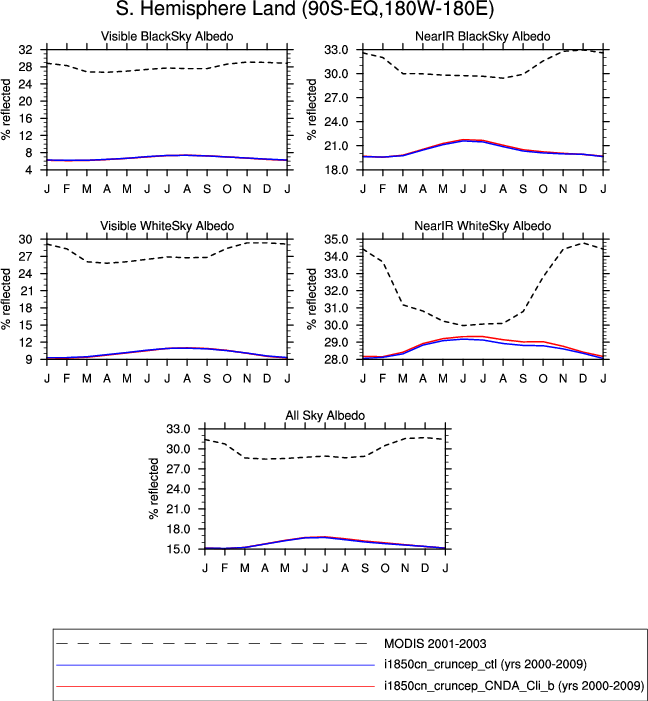 S. Hemisphere Land (90S-EQ,180W-180E)
Visible BlackSky Albedo
% reflected
32
28
24
20
16
12
8
4
J F M A M J J A S O N D J
NearIR BlackSky Albedo
% reflected
33.0
30.0
27.0
24.0
21.0
18.0
J F M A M J J A S O N D J
Visible WhiteSky Albedo
% reflected
30
27
24
21
18
15
12
9
J F M A M J J A S O N D J
NearIR WhiteSky Albedo
% reflected
35.0
34.0
33.0
32.0
31.0
30.0
29.0
28.0
J F M A M J J A S O N D J
All Sky Albedo
% reflected
33.0
30.0
27.0
24.0
21.0
18.0
15.0
J F M A M J J A S O N D J
MODIS 2001-2003
i1850cn_cruncep_ctl (yrs 2000-2009)
i1850cn_cruncep_CNDA_Cli_b (yrs 2000-2009)